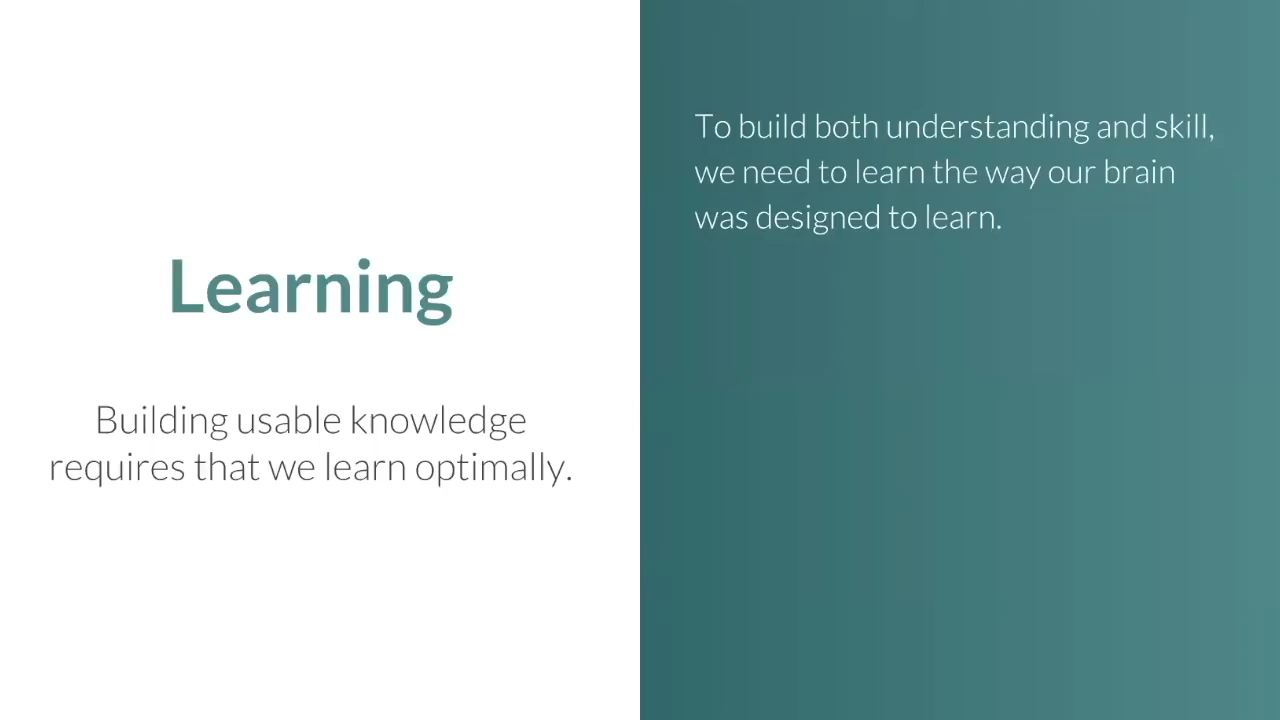 Learning
Building usable knowledge
requires that we learn optimally.
To build both understanding and skill,
we need to learn the way our brain
was designed to learn.